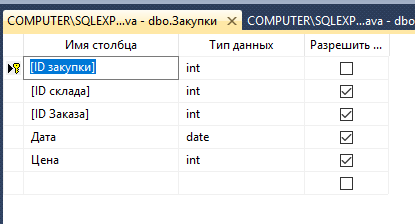 COMPUTER\SQLEXP...va - dbo.Закупки COMPUTER\SQLEXP...ava - dbo
Имя столбца Тип данных Разрешить ...
[ID закупки] int
[ID склада] int
[ID Заказа] int
Дата date
Цена int